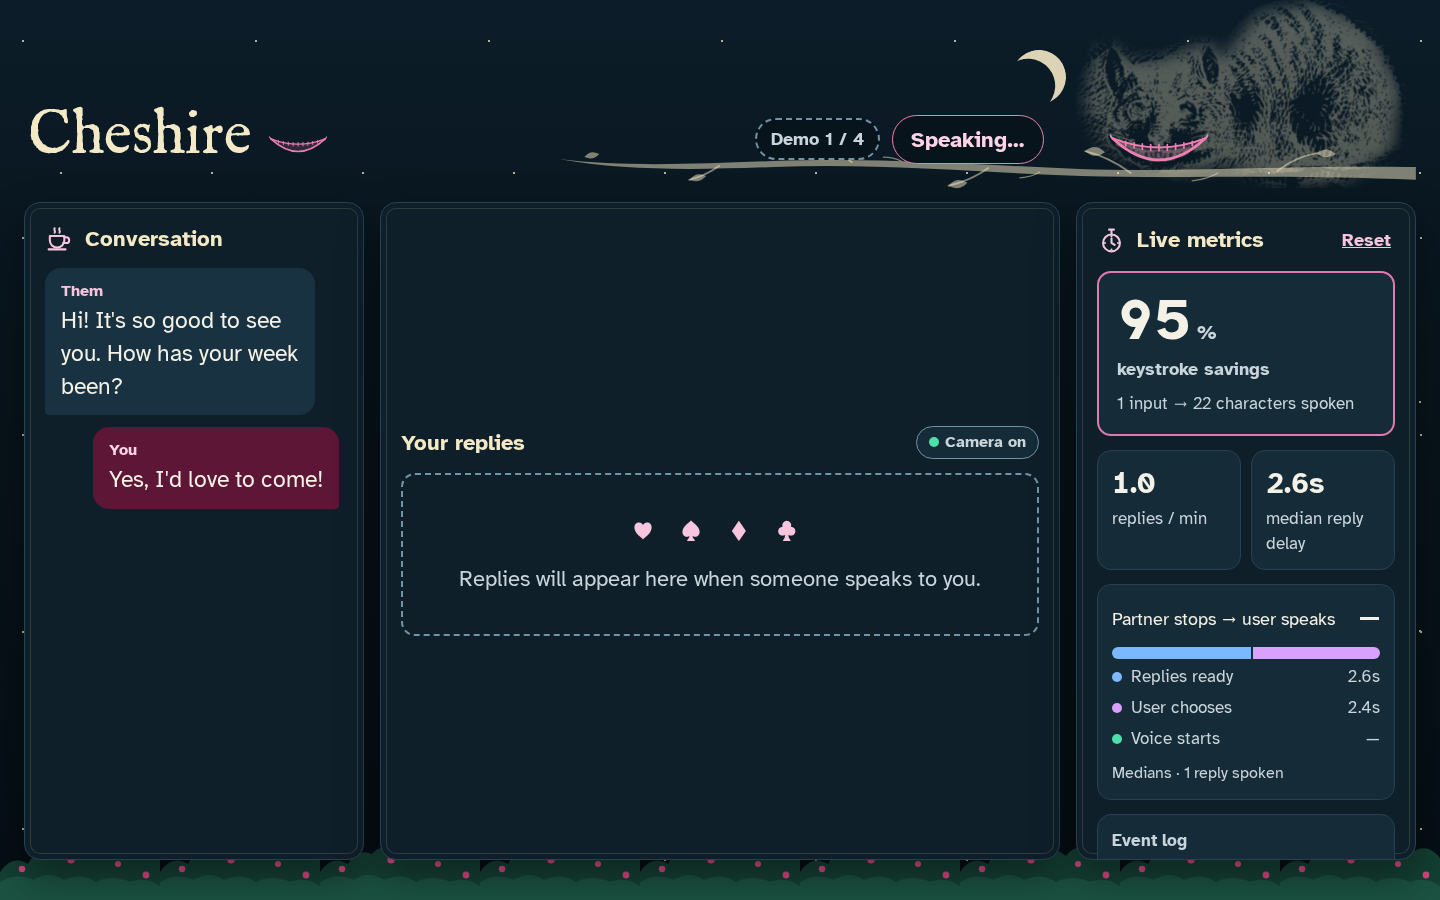 Cheshire
Demo 1 / 4
Speaking...
Conversation
Them
Hi! It's so good to see
you. How has your week
been?
You
Yes, I'd love to come!
Your replies
Camera on
Replies will appear here when someone speaks to you.
Live metrics
Reset
95 %
keystroke savings
1 input → 22 characters spoken
1.0
replies / min
2.6s
median reply
delay
Partner stops → user speaks —
Replies ready 2.6s
User chooses 2.4s
Voice starts —
Medians · 1 reply spoken
Event log